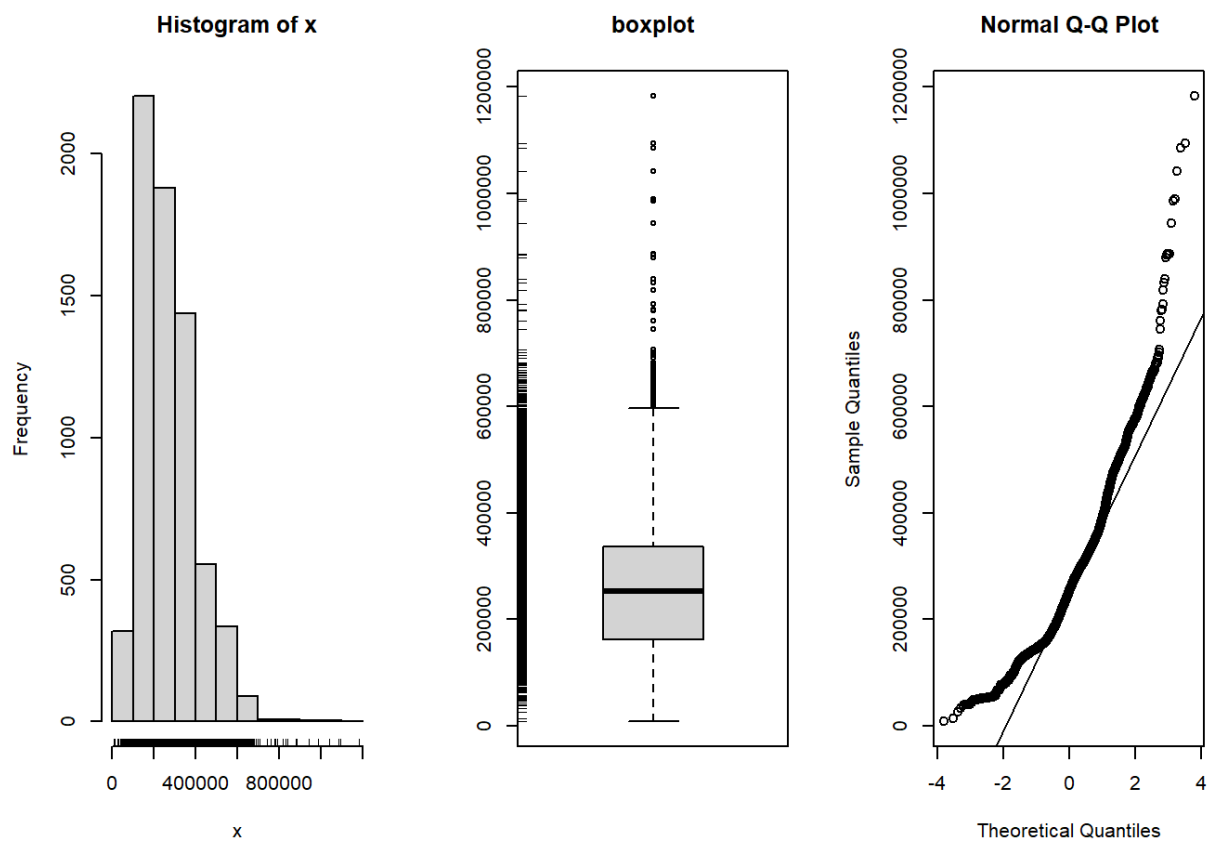 Histogram of x
Frequency
2000
1500
1000
500
0
0 400000 800000
x
boxplot
1200000
1000000
800000
600000
400000
200000
0
Normal Q-Q Plot
Sample Quantiles
1200000
1000000
800000
600000
400000
200000
0
-4 -2 0 2 4
Theoretical Quantiles